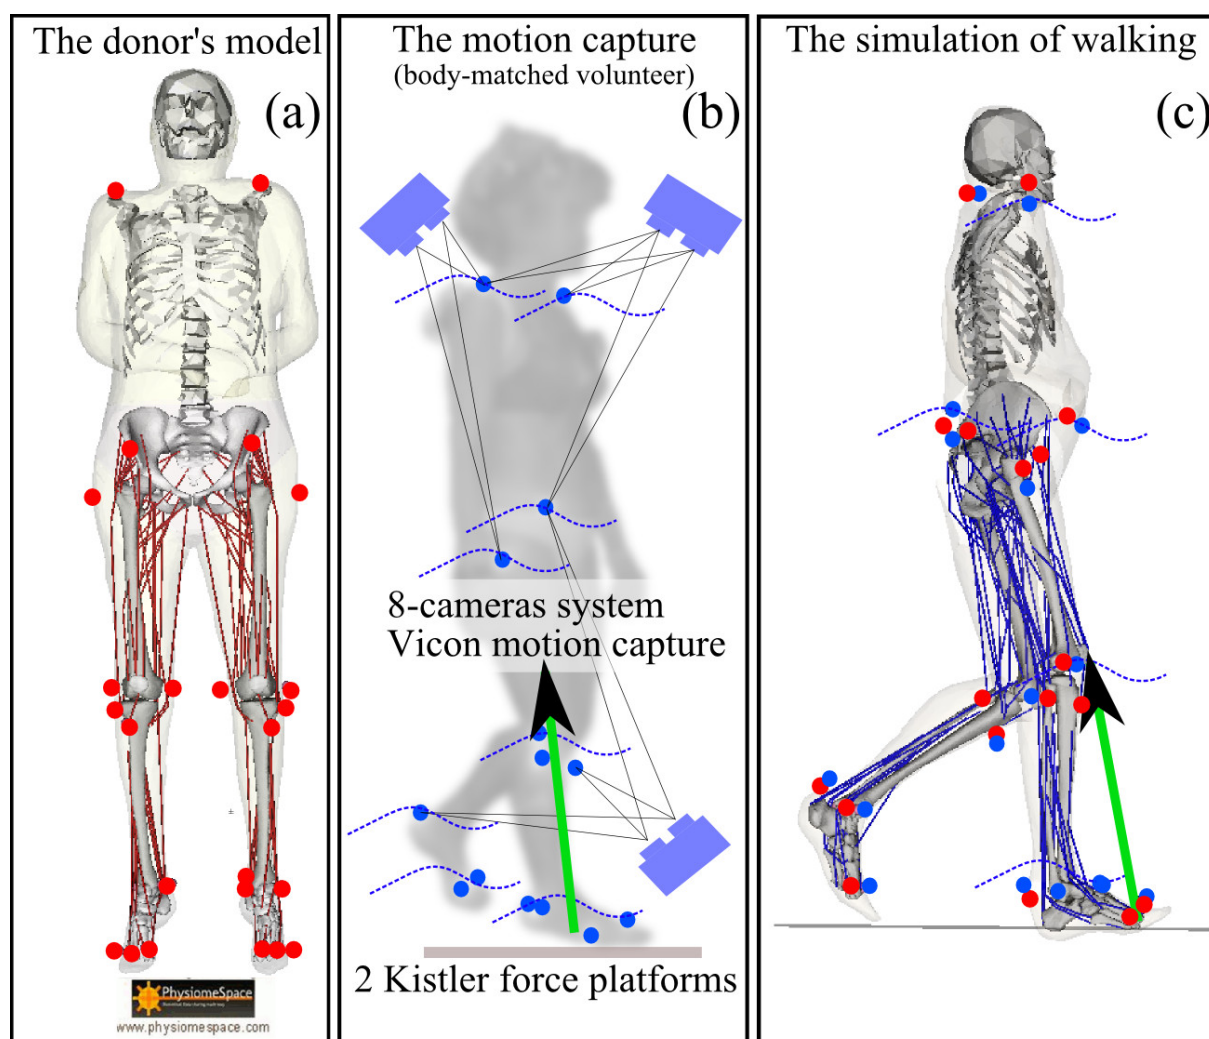 The donor's model
(a)
PhysiomeSpace
www.physiomespace.com
The motion capture
(body-matched volunteer)
(b)
8-cameras system
Vicon motion capture
2 Kistler force platforms
The simulation of walking
(c)